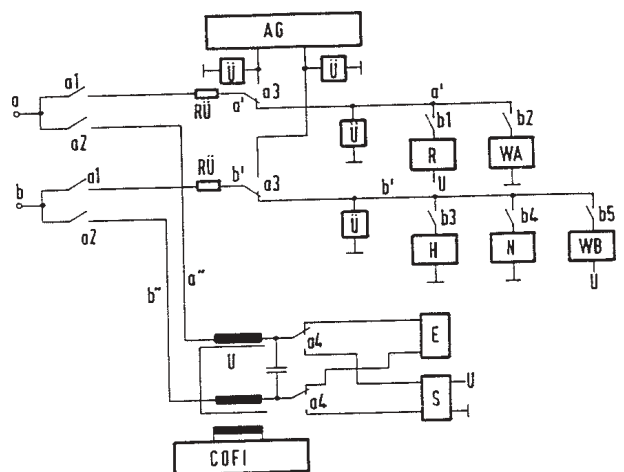 AG
Ü
Ü
a
a1
RÜ
a'
a3
a'
b1
b2
a2
Ü
R
WA
U
b
a1
RÜ
b'
a3
b'
a2
Ü
b3
b4
b5
H
N
WB
U
b"
a"
U
a4
E
a4
S
U
COFI